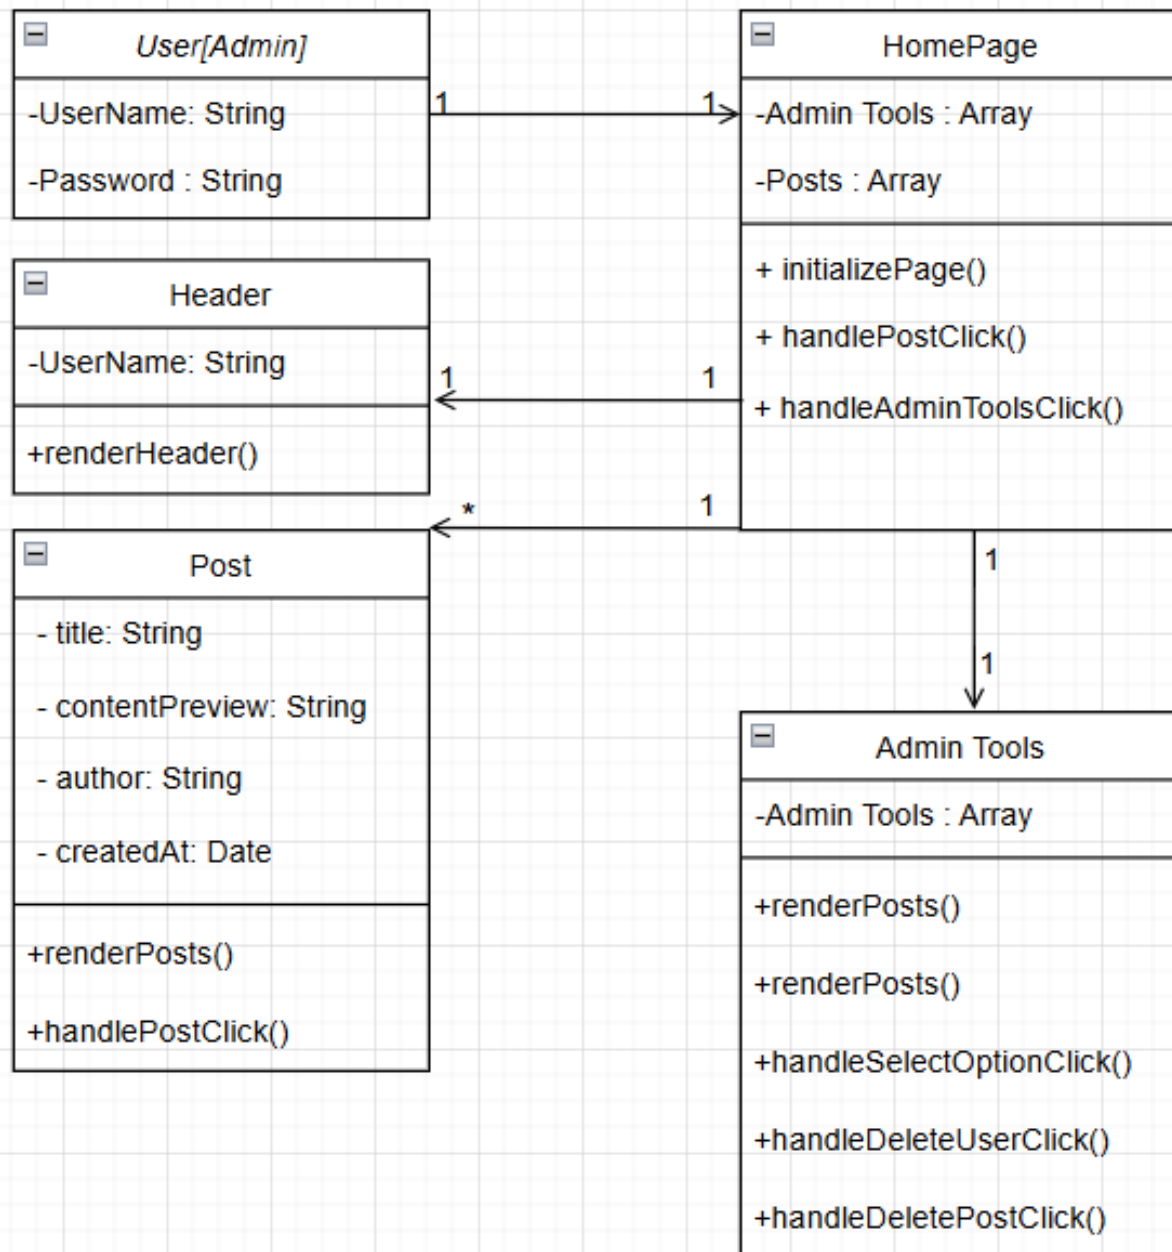 User[Admin]
-UserName: String
-Password : String
1
1
HomePage
-Admin Tools : Array
-Posts : Array
+ initializePage()
+ handlePostClick()
+ handleAdminToolsClick()
Header
-UserName: String
+renderHeader()
1
1
*
1
Post
- title: String
- contentPreview: String
- author: String
- createdAt: Date
+renderPosts()
+handlePostClick()
1
1
Admin Tools
-Admin Tools : Array
+renderPosts()
+renderPosts()
+handleSelectOptionClick()
+handleDeleteUserClick()
+handleDeletePostClick()